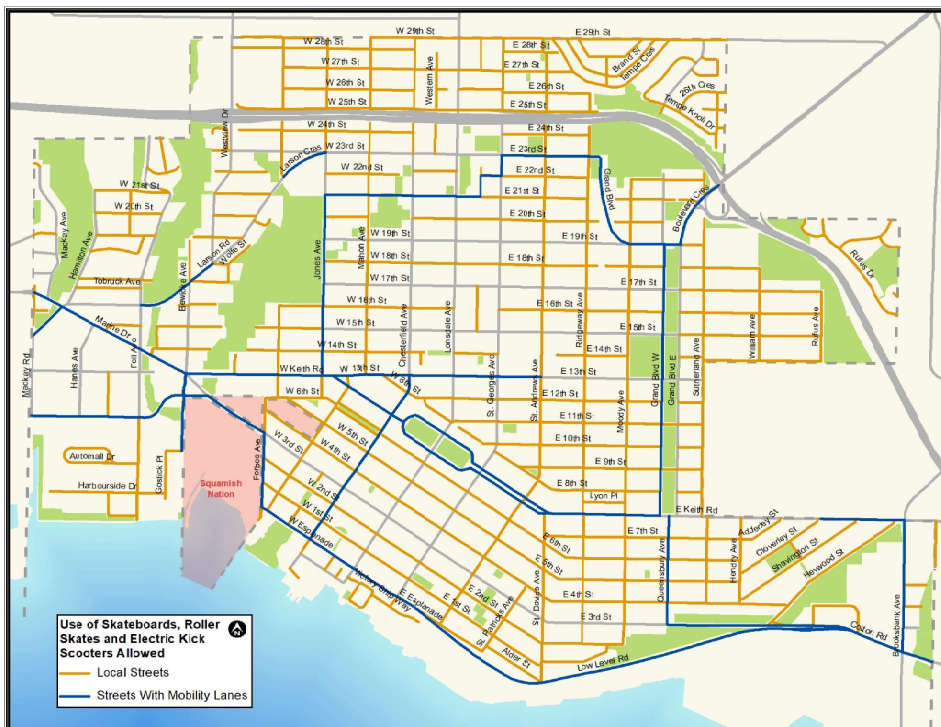 W 29th St
E 29th St
W 28th St
E 28th St
Brand St
Tempe Cres
W 27th St
E 27th St
Western Ave
W 26th St
E 26th St
26th Cres
W 25th St
E 25th St
Tempe Knoll Dr
Westview Dr
W 24th St
E 24th St
W 23rd St
E 23rd St
Larson Cres
W 22nd St
E 22nd St
Grand Blvd
W 21st St
E 21st St
Boulevard Cres
W 20th St
E 20th St
Mackay Ave
Hamilton Ave
Jones Ave
Mahon Ave
W 19th St
E 19th St
Larson Rd
Wolfe St
W 18th St
E 18th St
Rufus Dr
Tobruck Ave
Bewicke Ave
W 17th St
E 17th St
W 16th St
E 16th St
Marine Dr
W 15th St
E 15th St
Chesterfield Ave
Lonsdale Ave
Ridgeway Ave
William Ave
Rufus Ave
W 14th St
E 14th St
Mackay Rd
Hanes Ave
Fell Ave
St. Georges Ave
St. Andrews Ave
Moody Ave
Grand Blvd W
Grand Blvd E
Sutherland Ave
W Keith Rd
W 13th St
E 13th St
W 8th St
W 6th St
E 12th St
E 11th St
W 5th St
E 10th St
W 3rd St
W 4th St
Automall Dr
Gostick Pl
Forbes Ave
E 9th St
Harbourside Dr
Squamish
Nation
W 2nd St
E 8th St
Lyon Pl
W 1st St
E Keith Rd
W Esplanade
E 7th St
Adderley St
Cloverley St
Shavington St
Heywood St
E 6th St
E 5th St
Queensbury Ave
Hendry Ave
E 4th St
E 2nd St
E 1st St
St. Davids Ave
St. Patricks Ave
E 3rd St
E Esplanade
Brooksbank Ave
Cotton Rd
Alder St
Low Level Rd
Use of Skateboards, Roller
Skates and Electric Kick
Scooters Allowed
N
Local Streets
Streets With Mobility Lanes